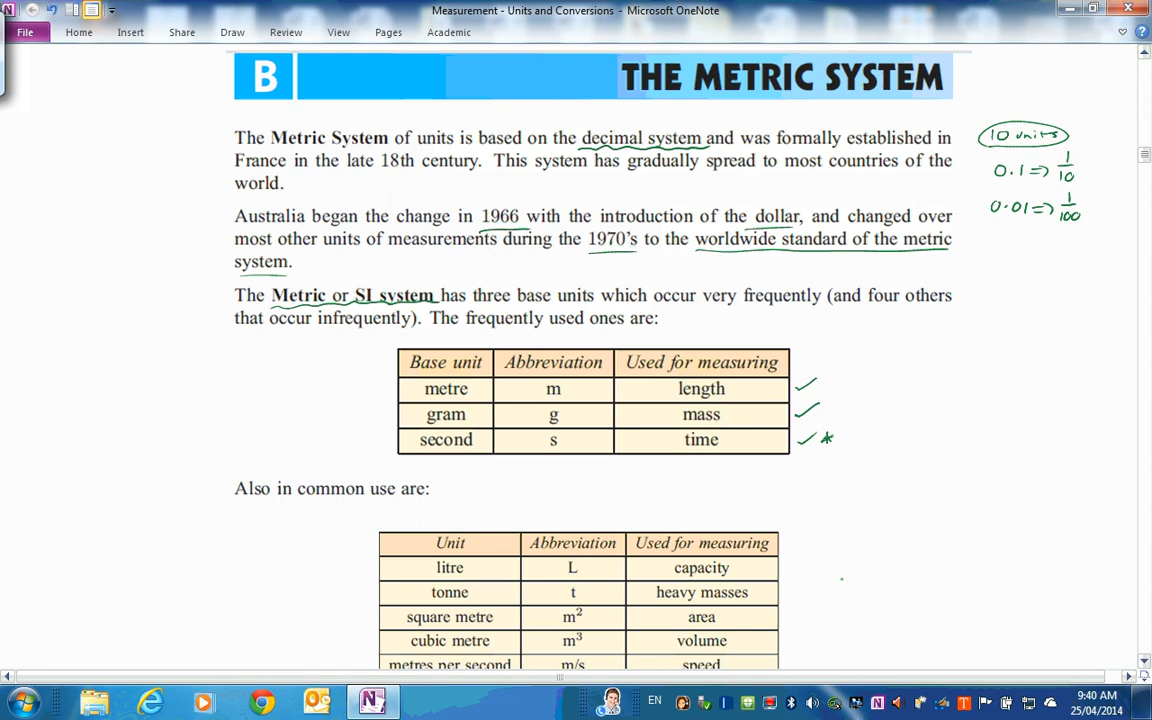 Measurement - Units and Conversions - Microsoft OneNote
File Home Insert Share Draw Review View Pages Academic
B THE METRIC SYSTEM
The Metric System of units is based on the decimal system and was formally established in
France in the late 18th century. This system has gradually spread to most countries of the
world.
10 units
0.1 => 1/10
0.01 => 1/100
Australia began the change in 1966 with the introduction of the dollar, and changed over
most other units of measurements during the 1970's to the worldwide standard of the metric
system.
The Metric or SI system has three base units which occur very frequently (and four others
that occur infrequently). The frequently used ones are:
Base unit Abbreviation Used for measuring
metre m length ✓
gram g mass ✓
second s time ✓ *
Also in common use are:
Unit Abbreviation Used for measuring
litre L capacity
tonne t heavy masses
square metre m² area
cubic metre m³ volume
metres per second m/s speed
EN
9:40 AM
25/04/2014